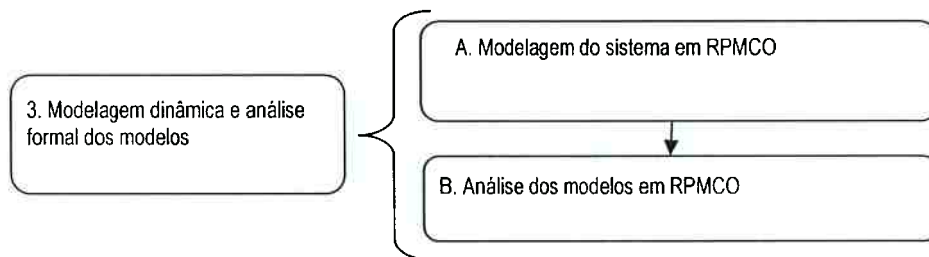 3. Modelagem dinâmica e análise
formal dos modelos
A. Modelagem do sistema em RPMCO
B. Análise dos modelos em RPMCO